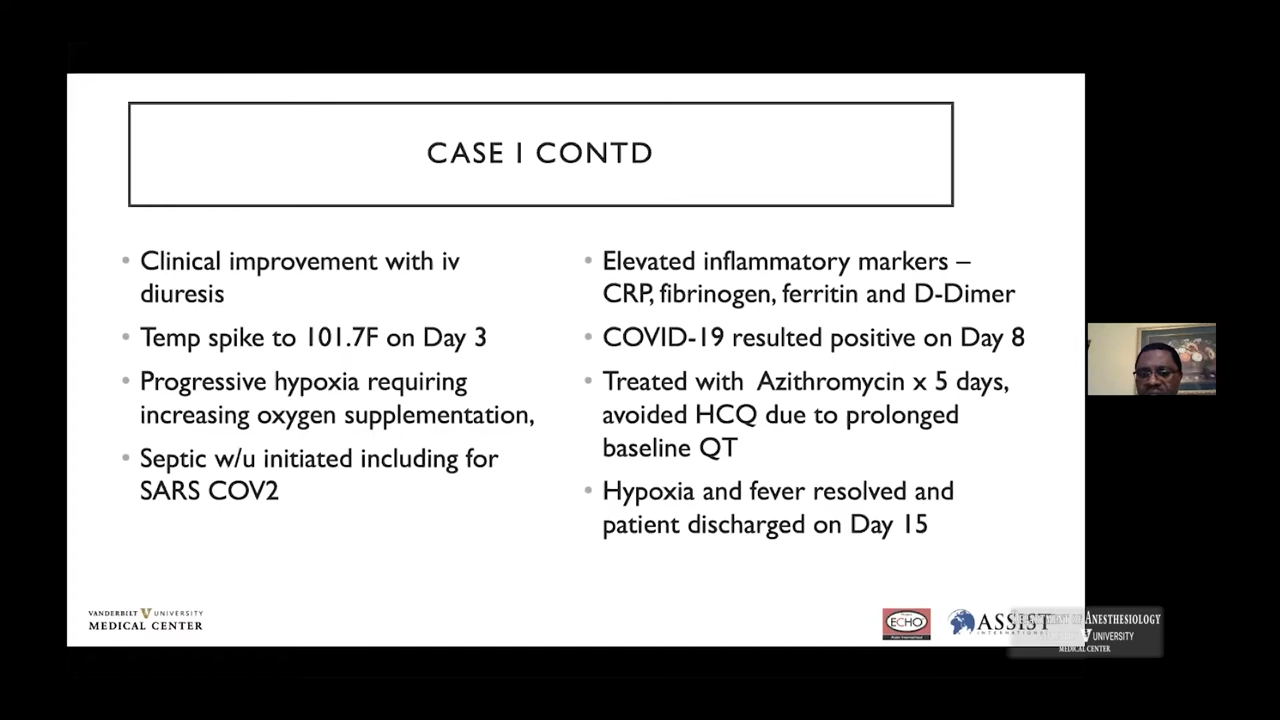 CASE I CONTD
Clinical improvement with iv
diuresis
Temp spike to 101.7F on Day 3
Progressive hypoxia requiring
increasing oxygen supplementation,
Septic w/u initiated including for
SARS COV2
Elevated inflammatory markers –
CRP, fibrinogen, ferritin and D-Dimer
COVID-19 resulted positive on Day 8
Treated with Azithromycin x 5 days,
avoided HCQ due to prolonged
baseline QT
Hypoxia and fever resolved and
patient discharged on Day 15
VANDERBILT V UNIVERSITY
MEDICAL CENTER
ECHO
ASSIST
OF ANESTHESIOLOGY
V UNIVERSITY
MEDICAL CENTER